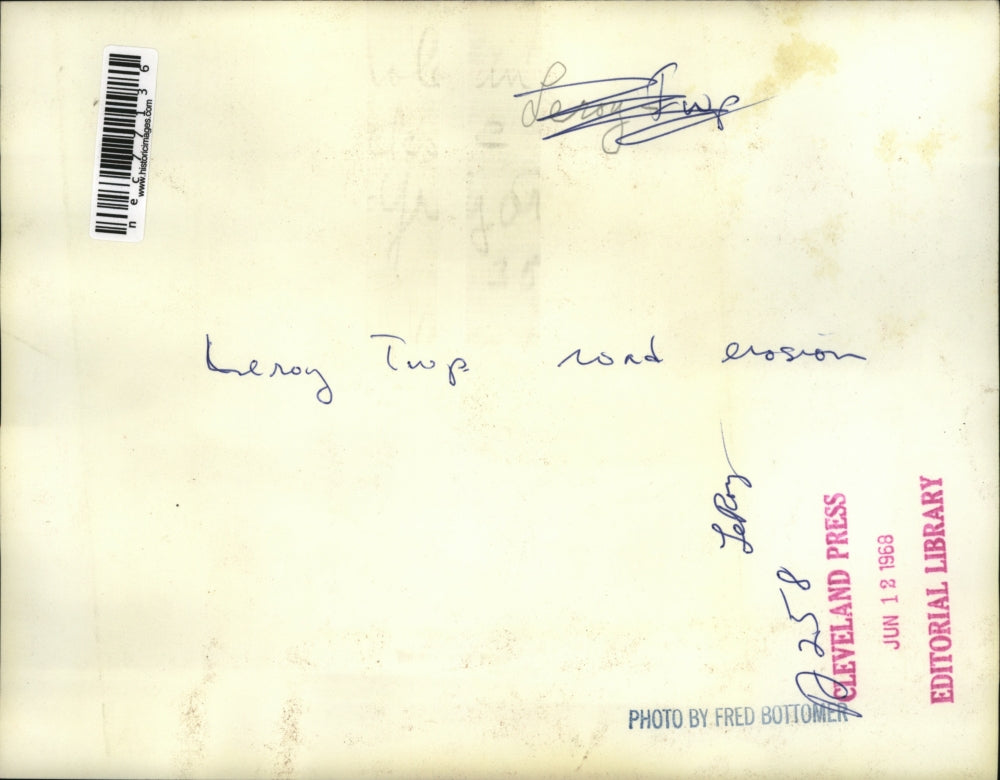 Leroy Twp
nec77136
www.historicimages.com
Leroy Twp road erosion
LeRoy
258
CLEVELAND PRESS
JUN 12 1968
EDITORIAL LIBRARY
PHOTO BY FRED BOTTOMER